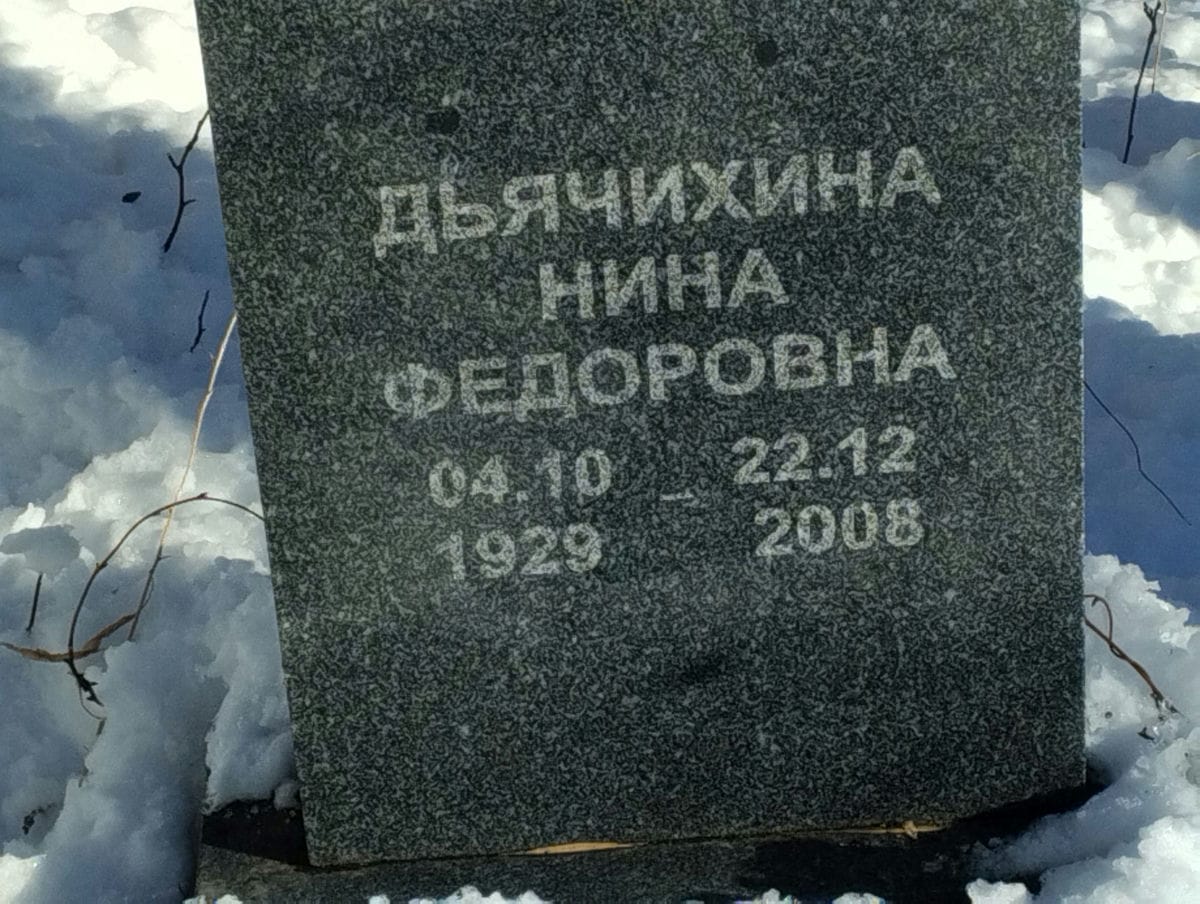 ДЬЯЧИХИНА
НИНА
ФЕДОРОВНА
04.10 – 22.12
1929 2008